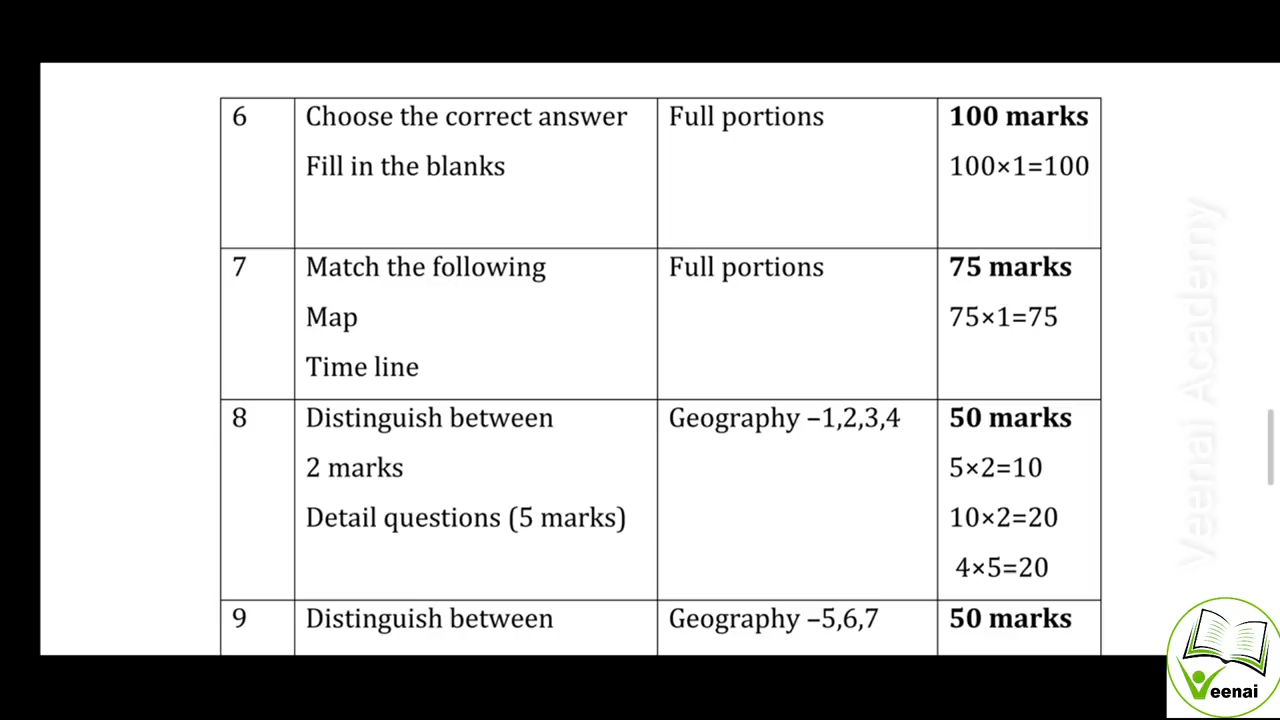 6 Choose the correct answer Full portions 100 marks
Fill in the blanks 100×1=100
7 Match the following Full portions 75 marks
Map 75×1=75
Time line
8 Distinguish between Geography –1,2,3,4 50 marks
2 marks 5×2=10
Detail questions (5 marks) 10×2=20
4×5=20
9 Distinguish between Geography –5,6,7 50 marks
Veenai Academy
Veenai